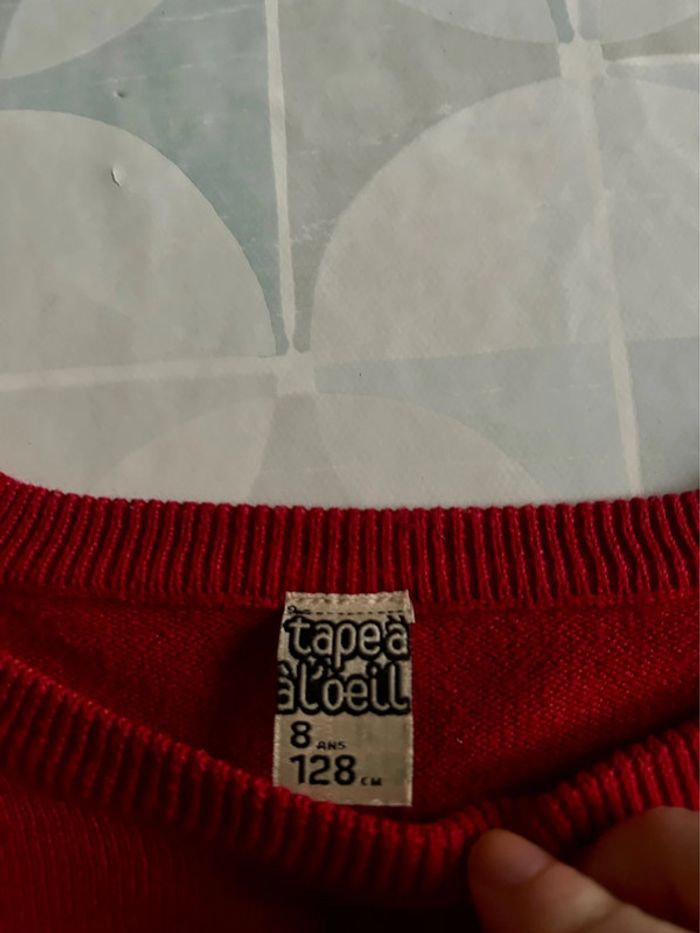 tape à
à l'oeil
8 ANS
128 CM